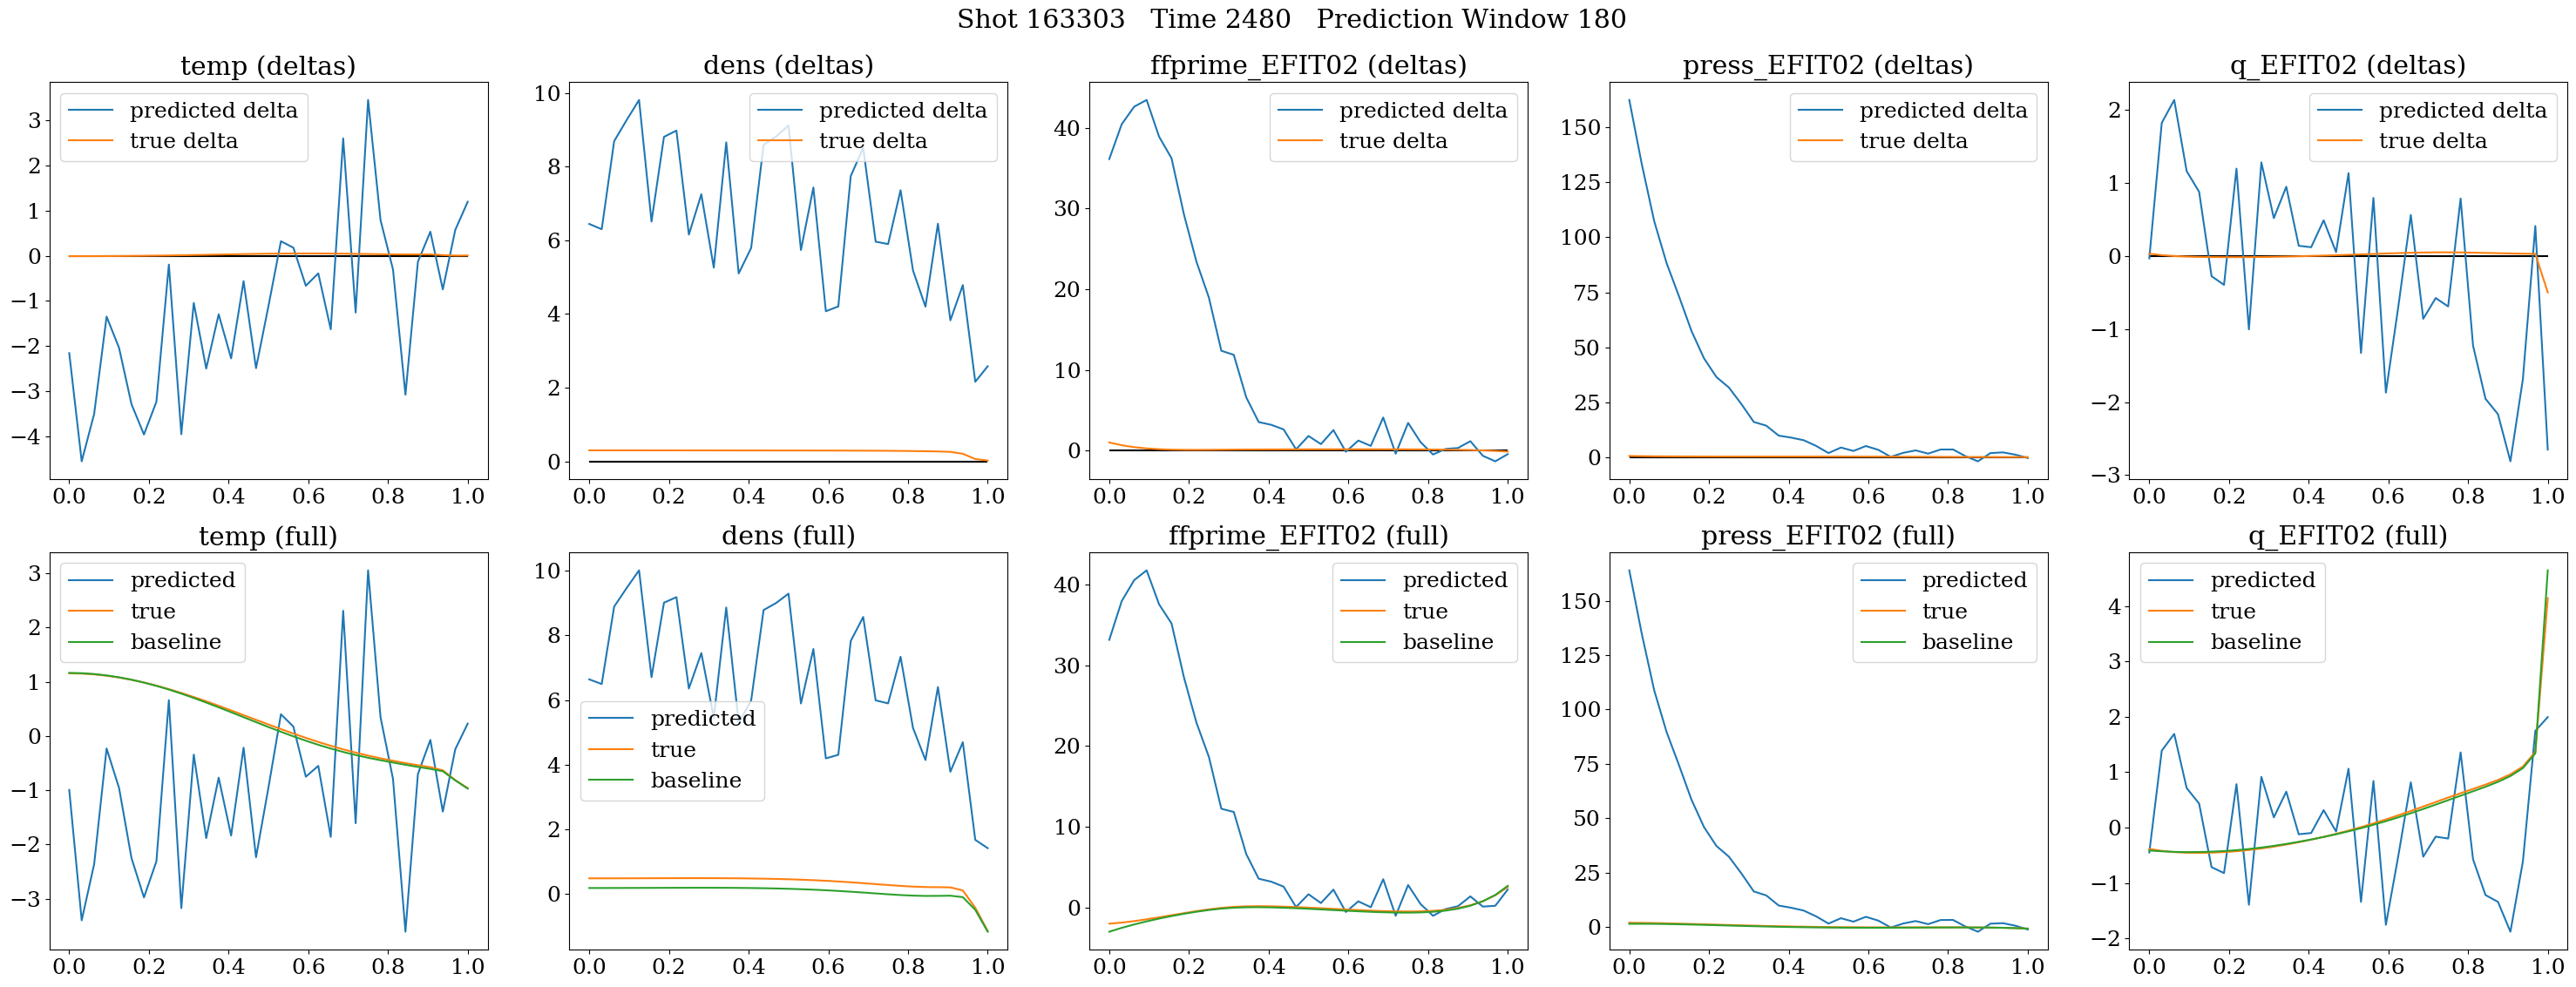 Shot 163303   Time 2480   Prediction Window 180
temp (deltas)
predicted delta
true delta
3
2
1
0
−1
−2
−3
−4
0.0 0.2 0.4 0.6 0.8 1.0
dens (deltas)
predicted delta
true delta
10
8
6
4
2
0
0.0 0.2 0.4 0.6 0.8 1.0
ffprime_EFIT02 (deltas)
predicted delta
true delta
40
30
20
10
0
0.0 0.2 0.4 0.6 0.8 1.0
press_EFIT02 (deltas)
predicted delta
true delta
150
125
100
75
50
25
0
0.0 0.2 0.4 0.6 0.8 1.0
q_EFIT02 (deltas)
predicted delta
true delta
2
1
0
−1
−2
−3
0.0 0.2 0.4 0.6 0.8 1.0
temp (full)
predicted
true
baseline
3
2
1
0
−1
−2
−3
0.0 0.2 0.4 0.6 0.8 1.0
dens (full)
predicted
true
baseline
10
8
6
4
2
0
0.0 0.2 0.4 0.6 0.8 1.0
ffprime_EFIT02 (full)
predicted
true
baseline
40
30
20
10
0
0.0 0.2 0.4 0.6 0.8 1.0
press_EFIT02 (full)
predicted
true
baseline
150
125
100
75
50
25
0
0.0 0.2 0.4 0.6 0.8 1.0
q_EFIT02 (full)
predicted
true
baseline
4
3
2
1
0
−1
−2
0.0 0.2 0.4 0.6 0.8 1.0